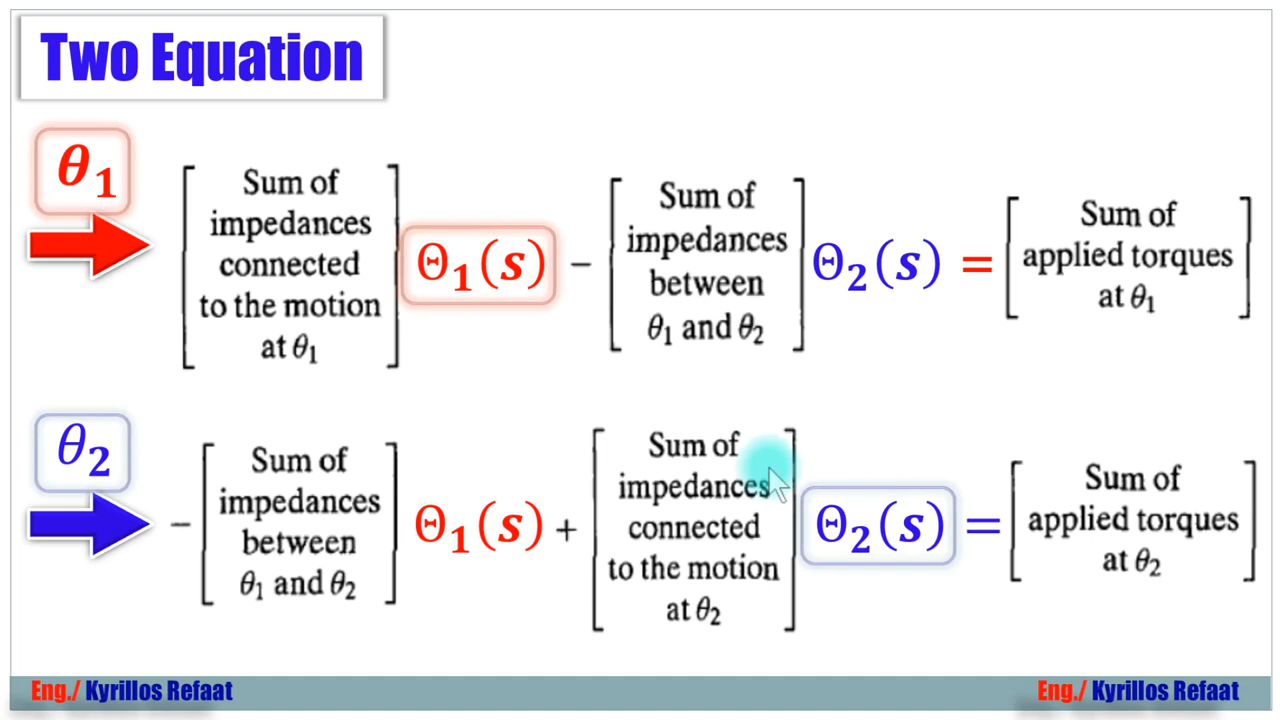 Two Equation
θ1
Sum of
impedances
connected
to the motion
at θ1
Θ1(s) −
Sum of
impedances
between
θ1 and θ2
Θ2(s) =
Sum of
applied torques
at θ1
θ2
−
Sum of
impedances
between
θ1 and θ2
Θ1(s) +
Sum of
impedances
connected
to the motion
at θ2
Θ2(s) =
Sum of
applied torques
at θ2
Eng./ Kyrillos Refaat
Eng./ Kyrillos Refaat